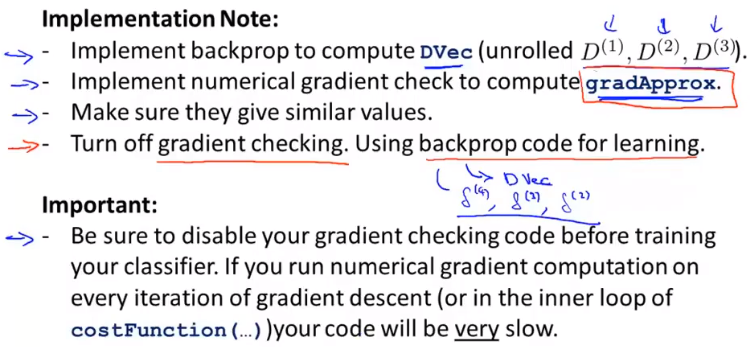 Implementation Note:
- Implement backprop to compute DVec (unrolled D(1), D(2), D(3)).
- Implement numerical gradient check to compute gradApprox.
- Make sure they give similar values.
- Turn off gradient checking. Using backprop code for learning.
DVec
δ(4), δ(3), δ(2)
Important:
- Be sure to disable your gradient checking code before training
your classifier. If you run numerical gradient computation on
every iteration of gradient descent (or in the inner loop of
costFunction(…))your code will be very slow.